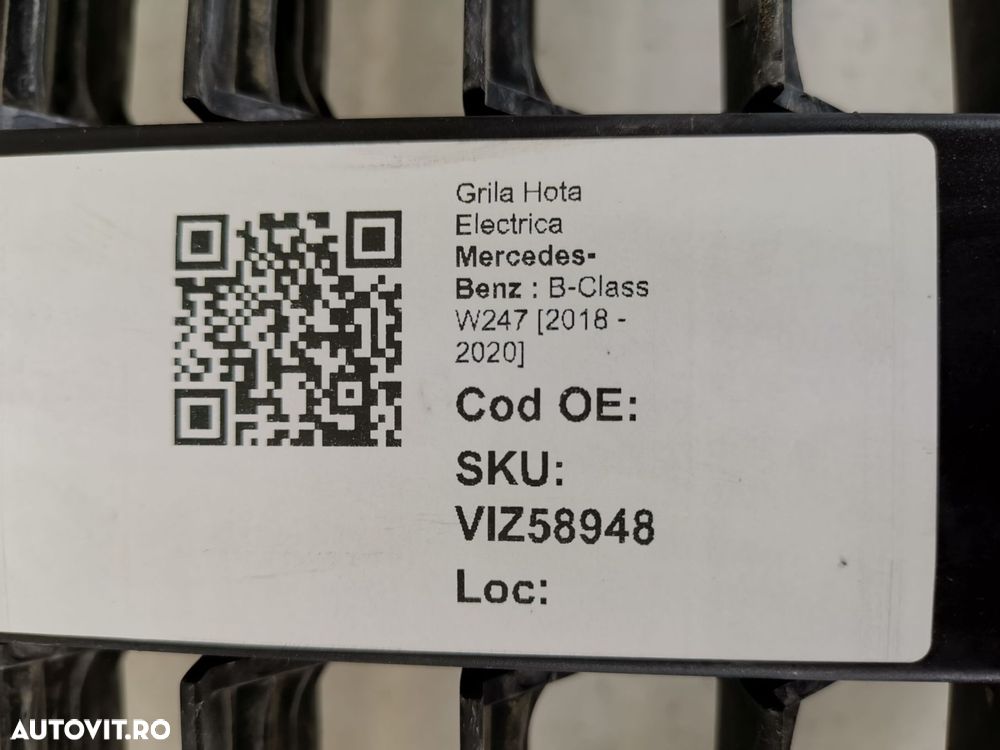 Grila Hota
Electrica
Mercedes-
Benz : B-Class
W247 [2018 -
2020]
Cod OE:
SKU:
VIZ58948
Loc:
AUTOVIT.RO